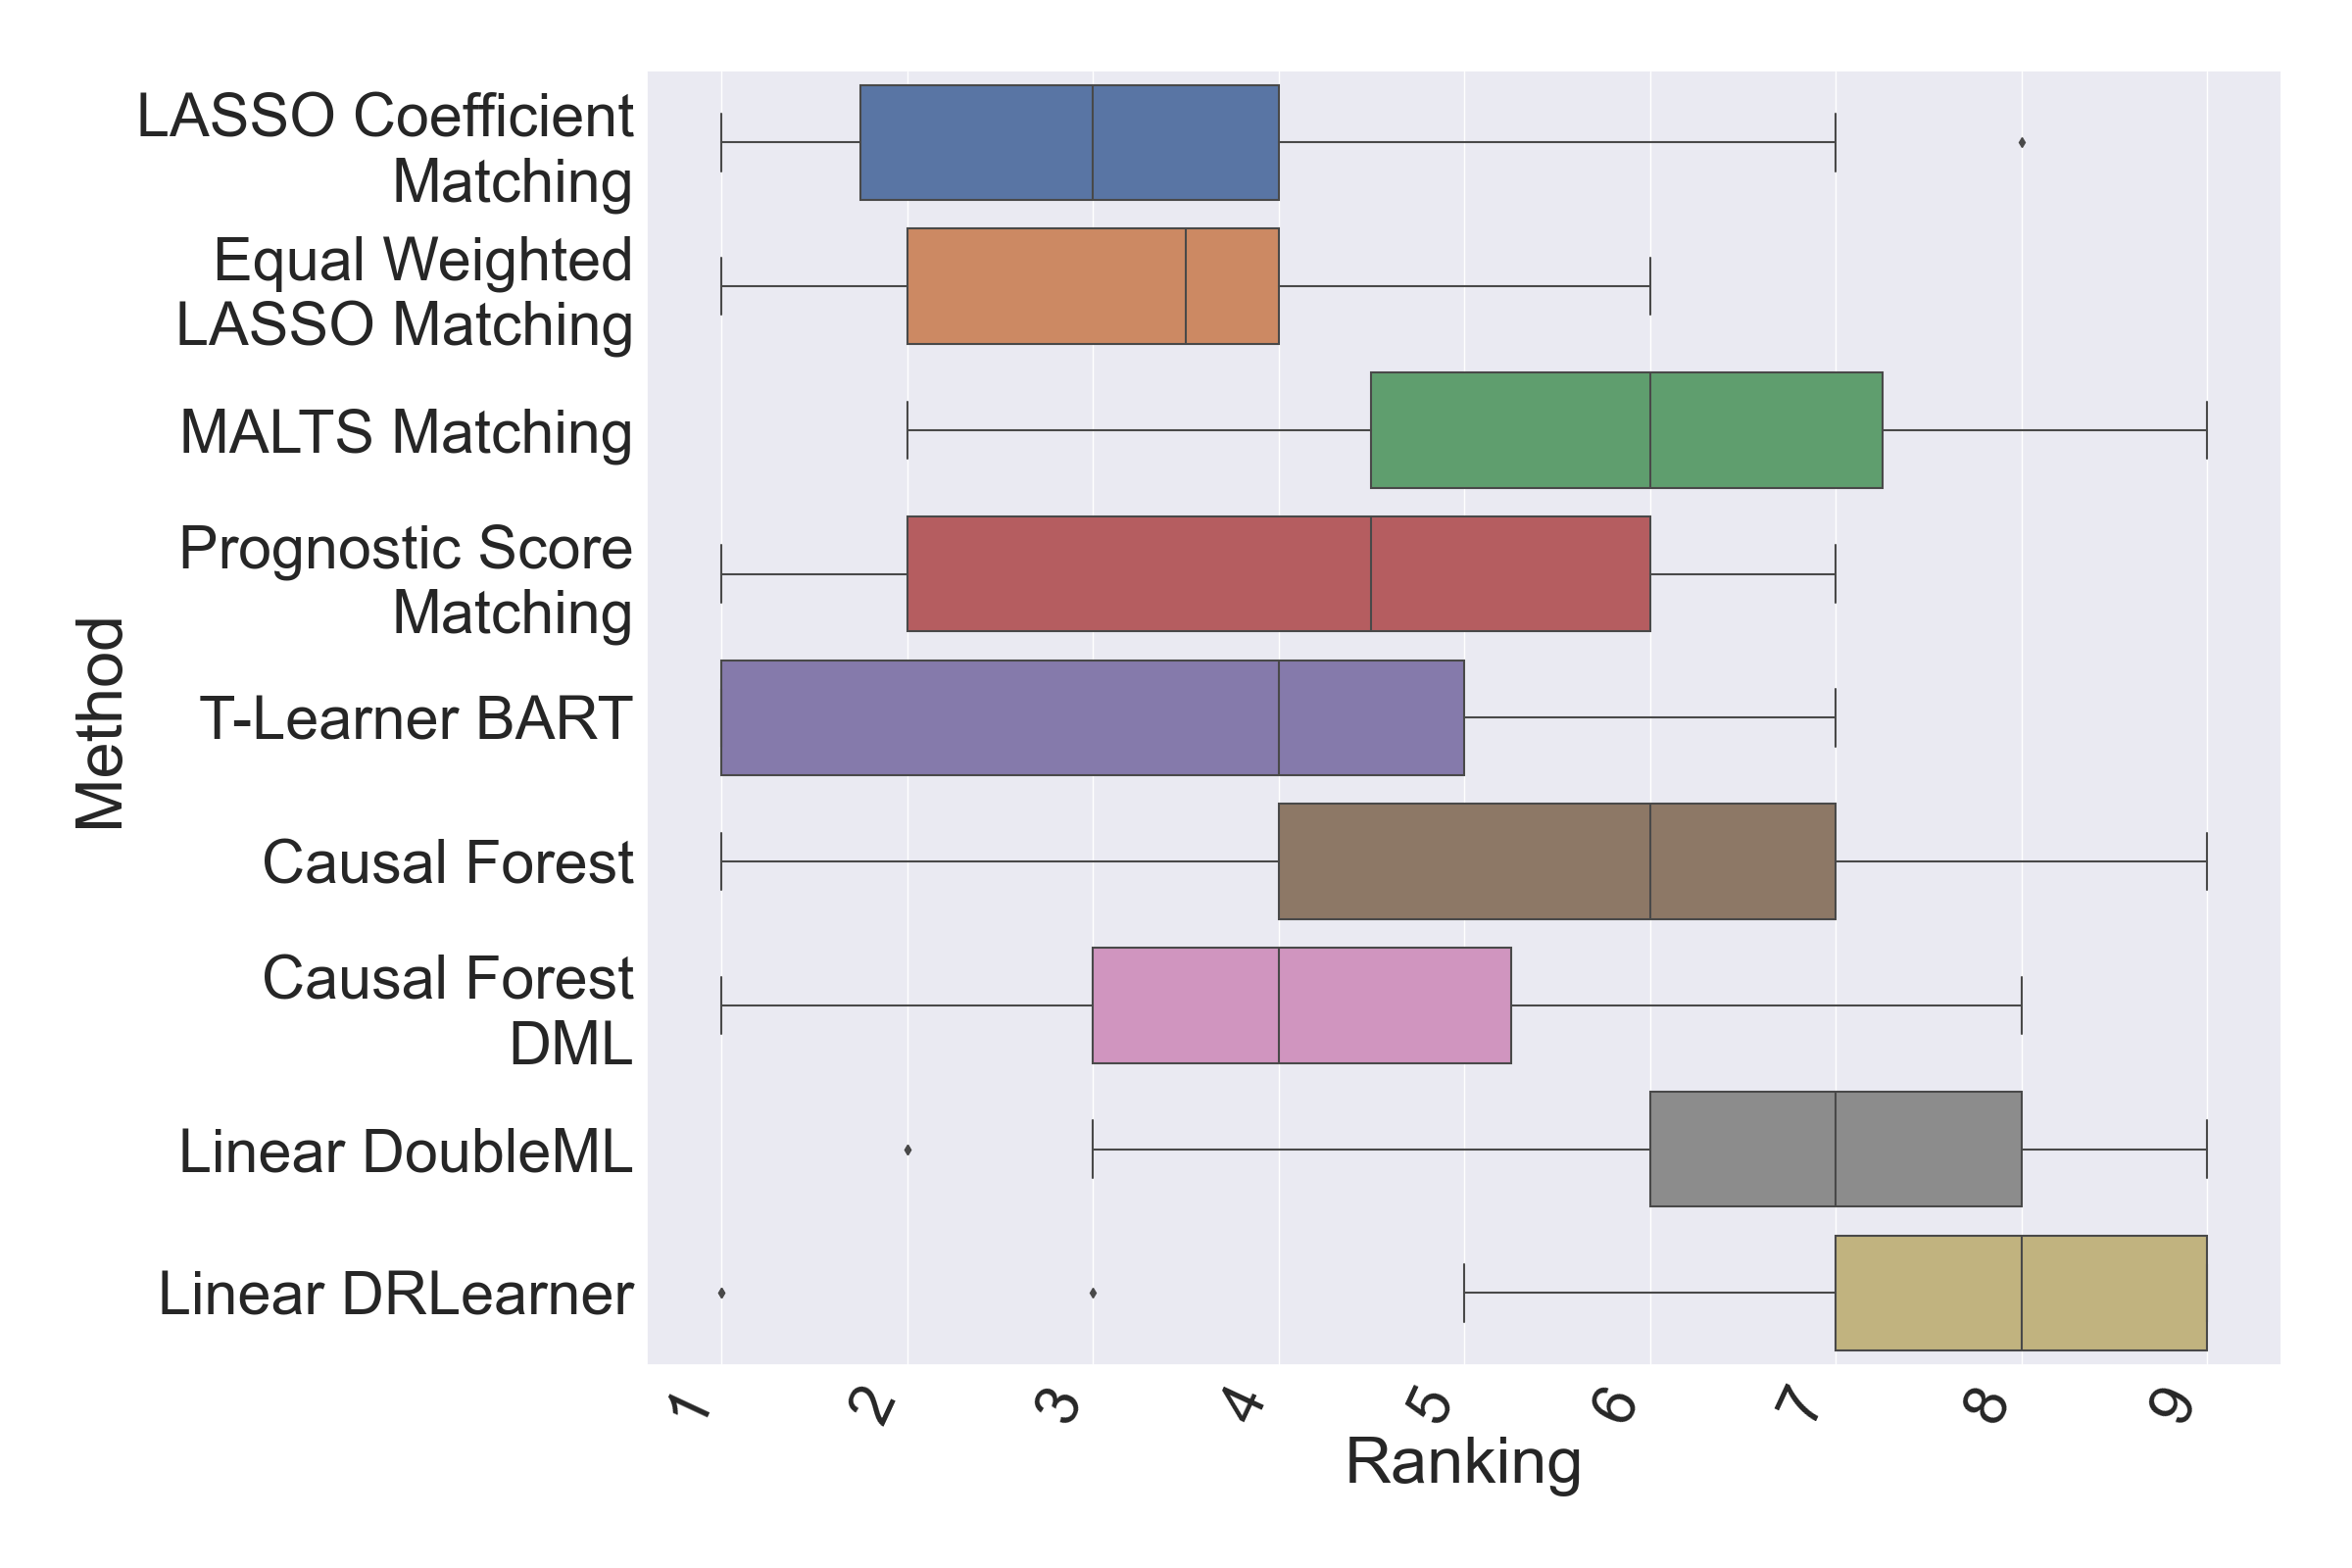 LASSO Coefficient
Matching
Equal Weighted
LASSO Matching
MALTS Matching
Prognostic Score
Matching
T-Learner BART
Causal Forest
Causal Forest
DML
Linear DoubleML
Linear DRLearner
Method
1 2 3 4 5 6 7 8 9
Ranking